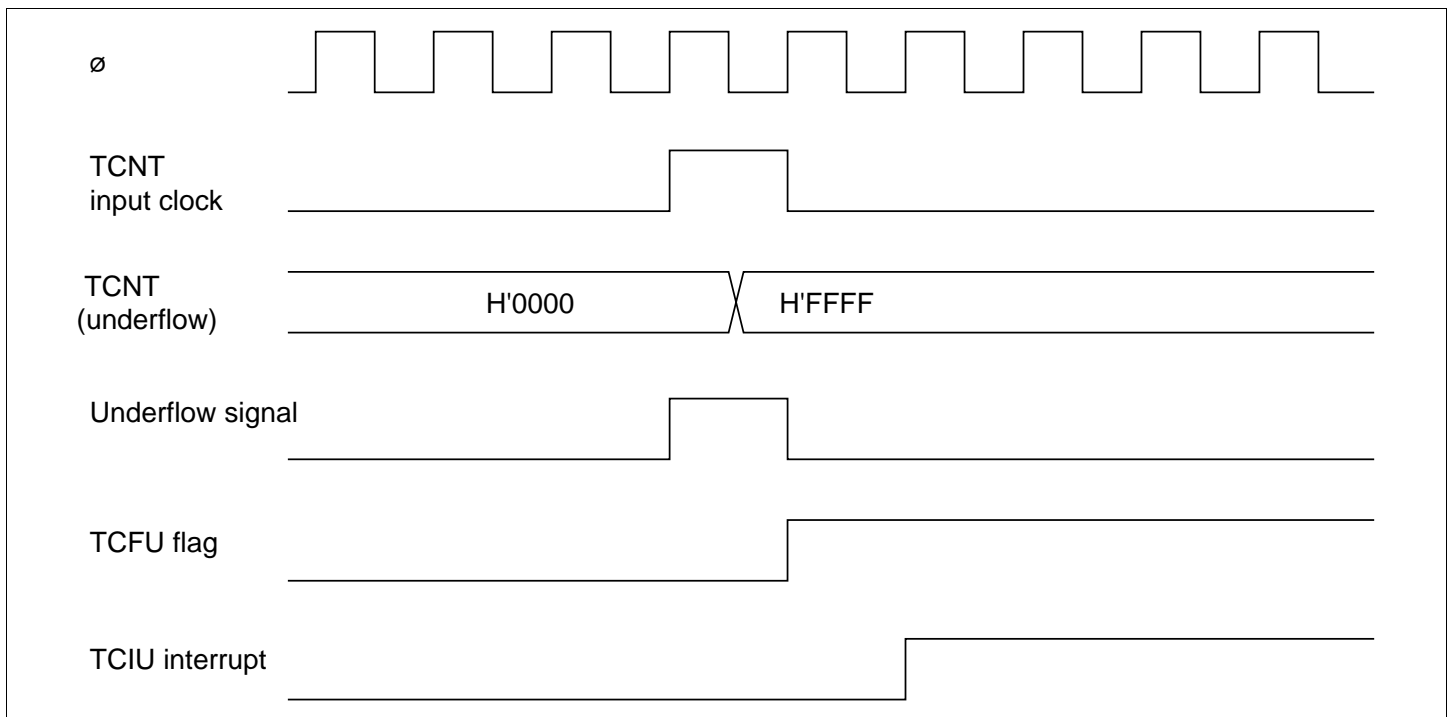 ø
TCNT
input clock
TCNT
(underflow)
H'0000
H'FFFF
Underflow signal
TCFU flag
TCIU interrupt